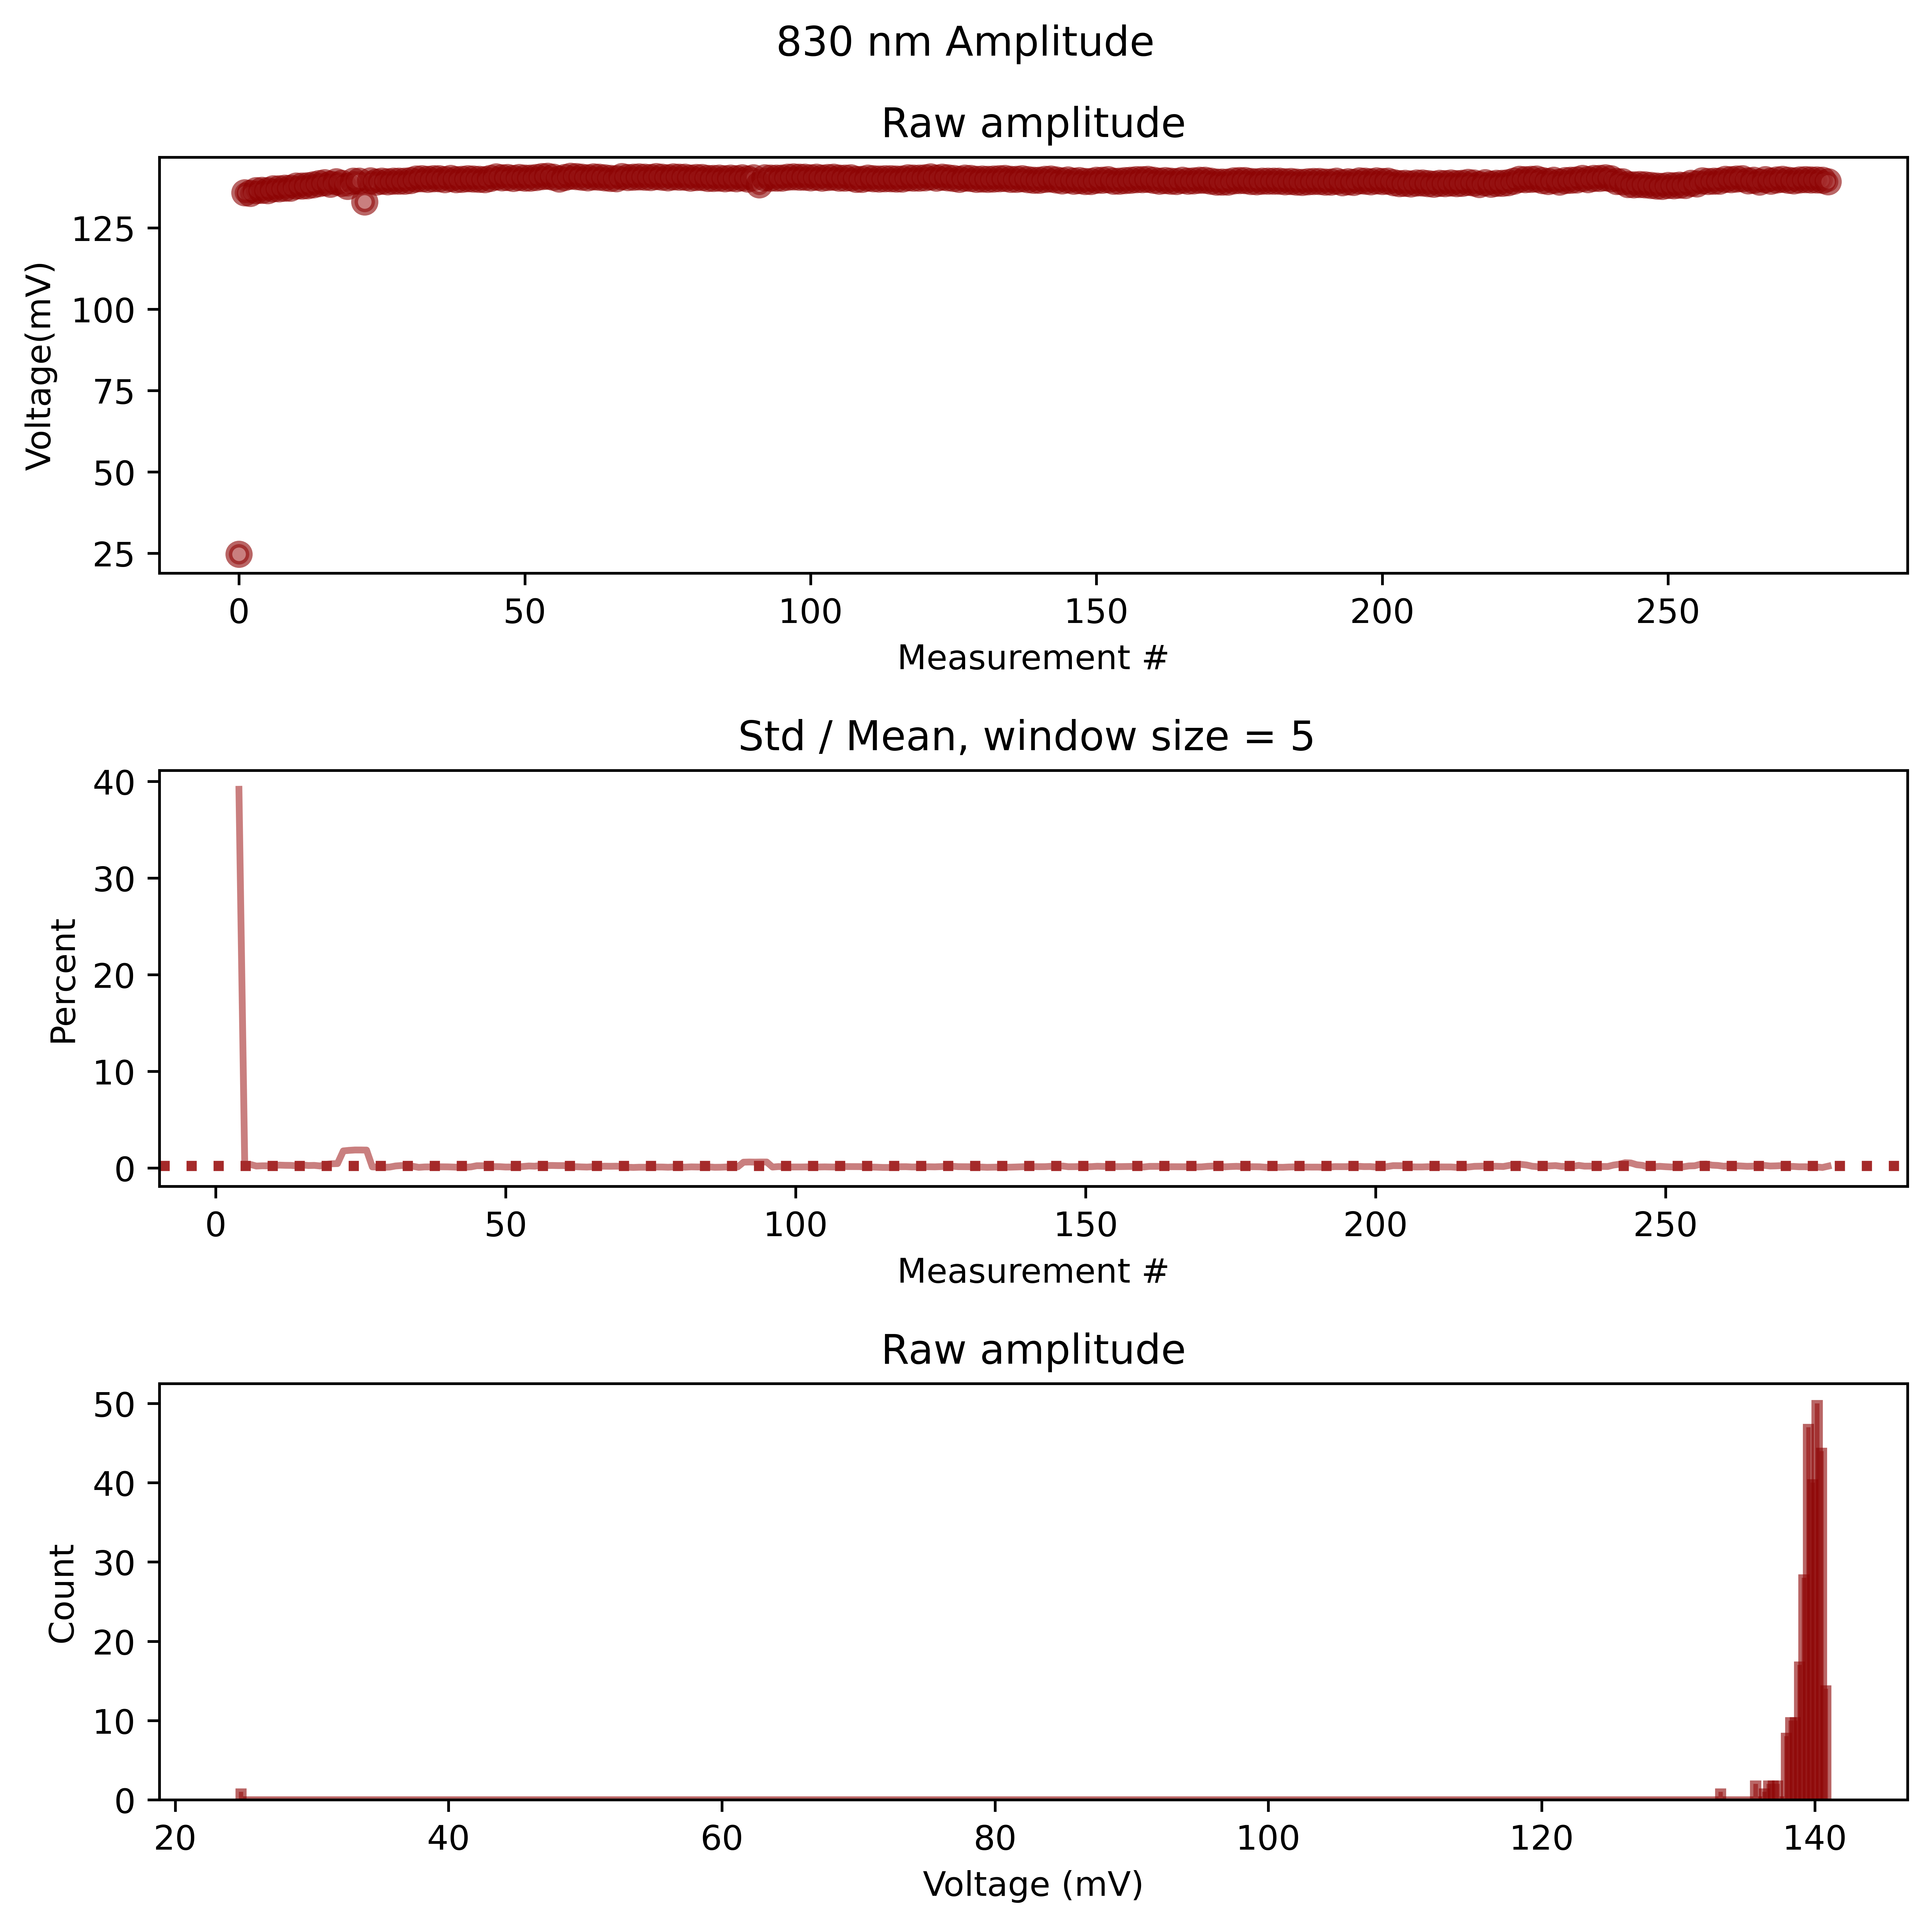 830 nm Amplitude
Raw amplitude
125
100
75
50
25
Voltage(mV)
0 50 100 150 200 250
Measurement #
Std / Mean, window size = 5
40
30
20
10
0
Percent
0 50 100 150 200 250
Measurement #
Raw amplitude
50
40
30
20
10
0
Count
20 40 60 80 100 120 140
Voltage (mV)